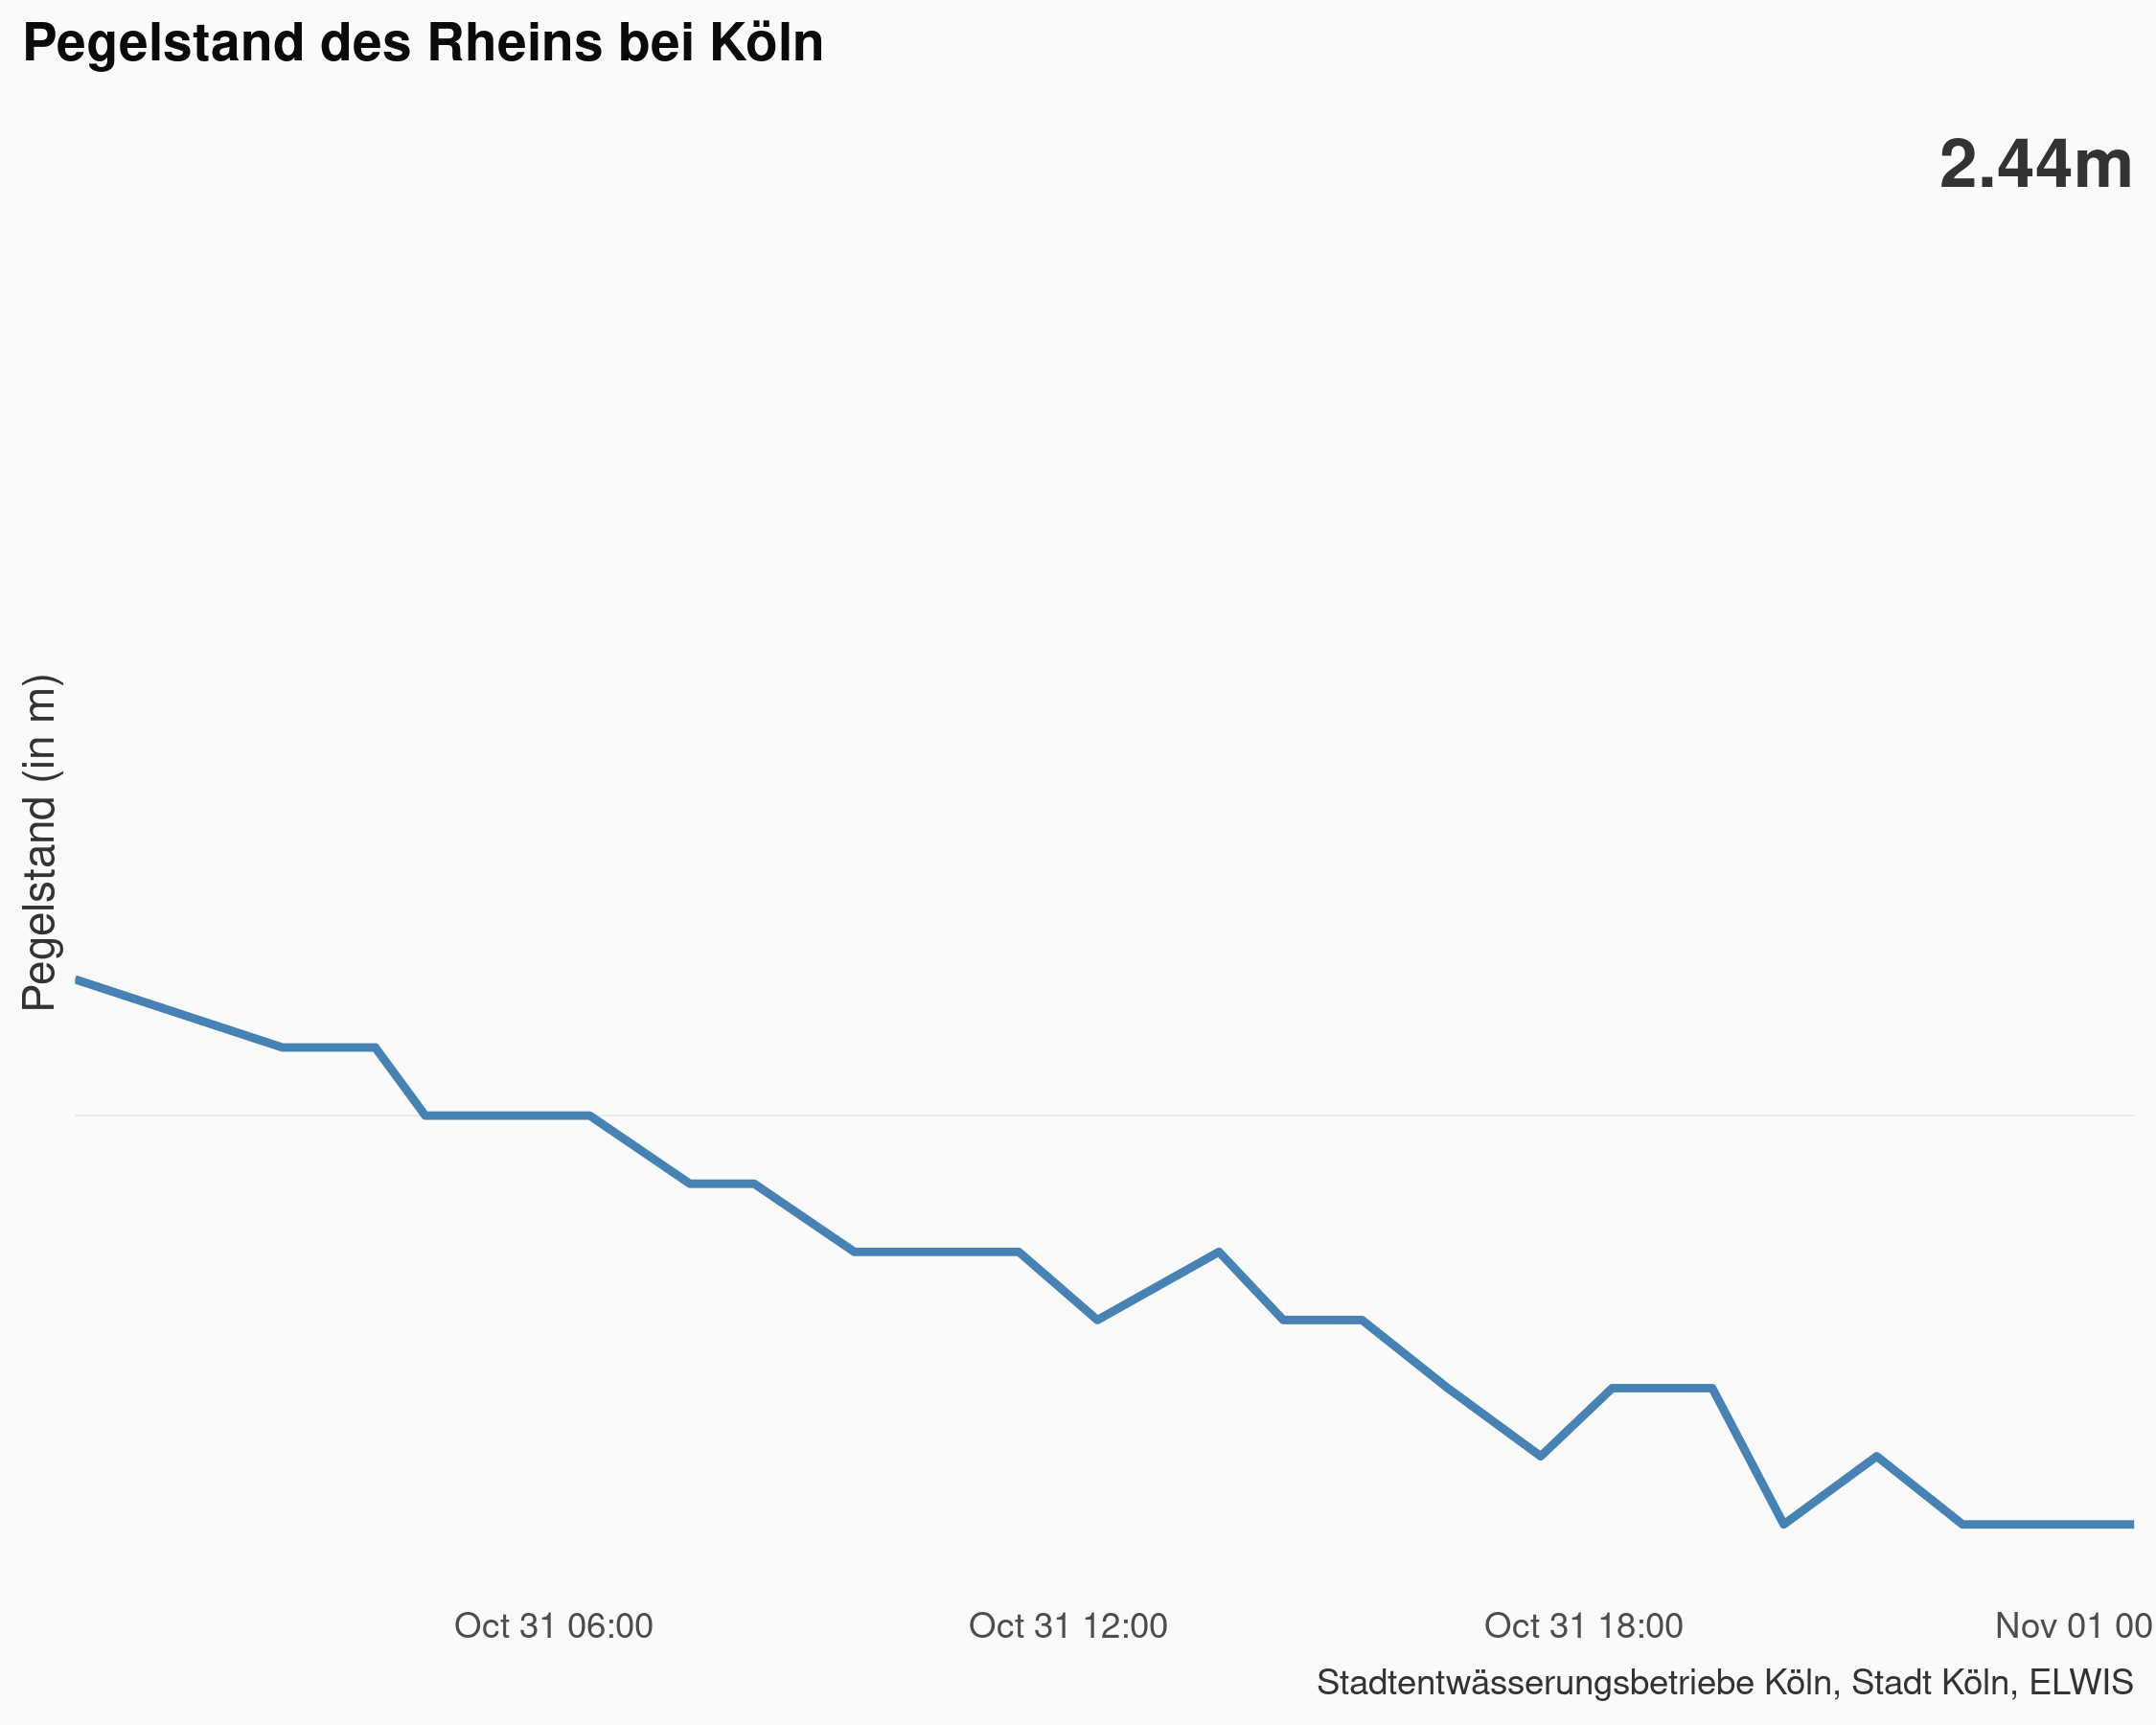 Pegelstand des Rheins bei Köln
2.44m
Pegelstand (in m)
Oct 31 06:00 Oct 31 12:00 Oct 31 18:00 Nov 01 00
Stadtentwässerungsbetriebe Köln, Stadt Köln, ELWIS